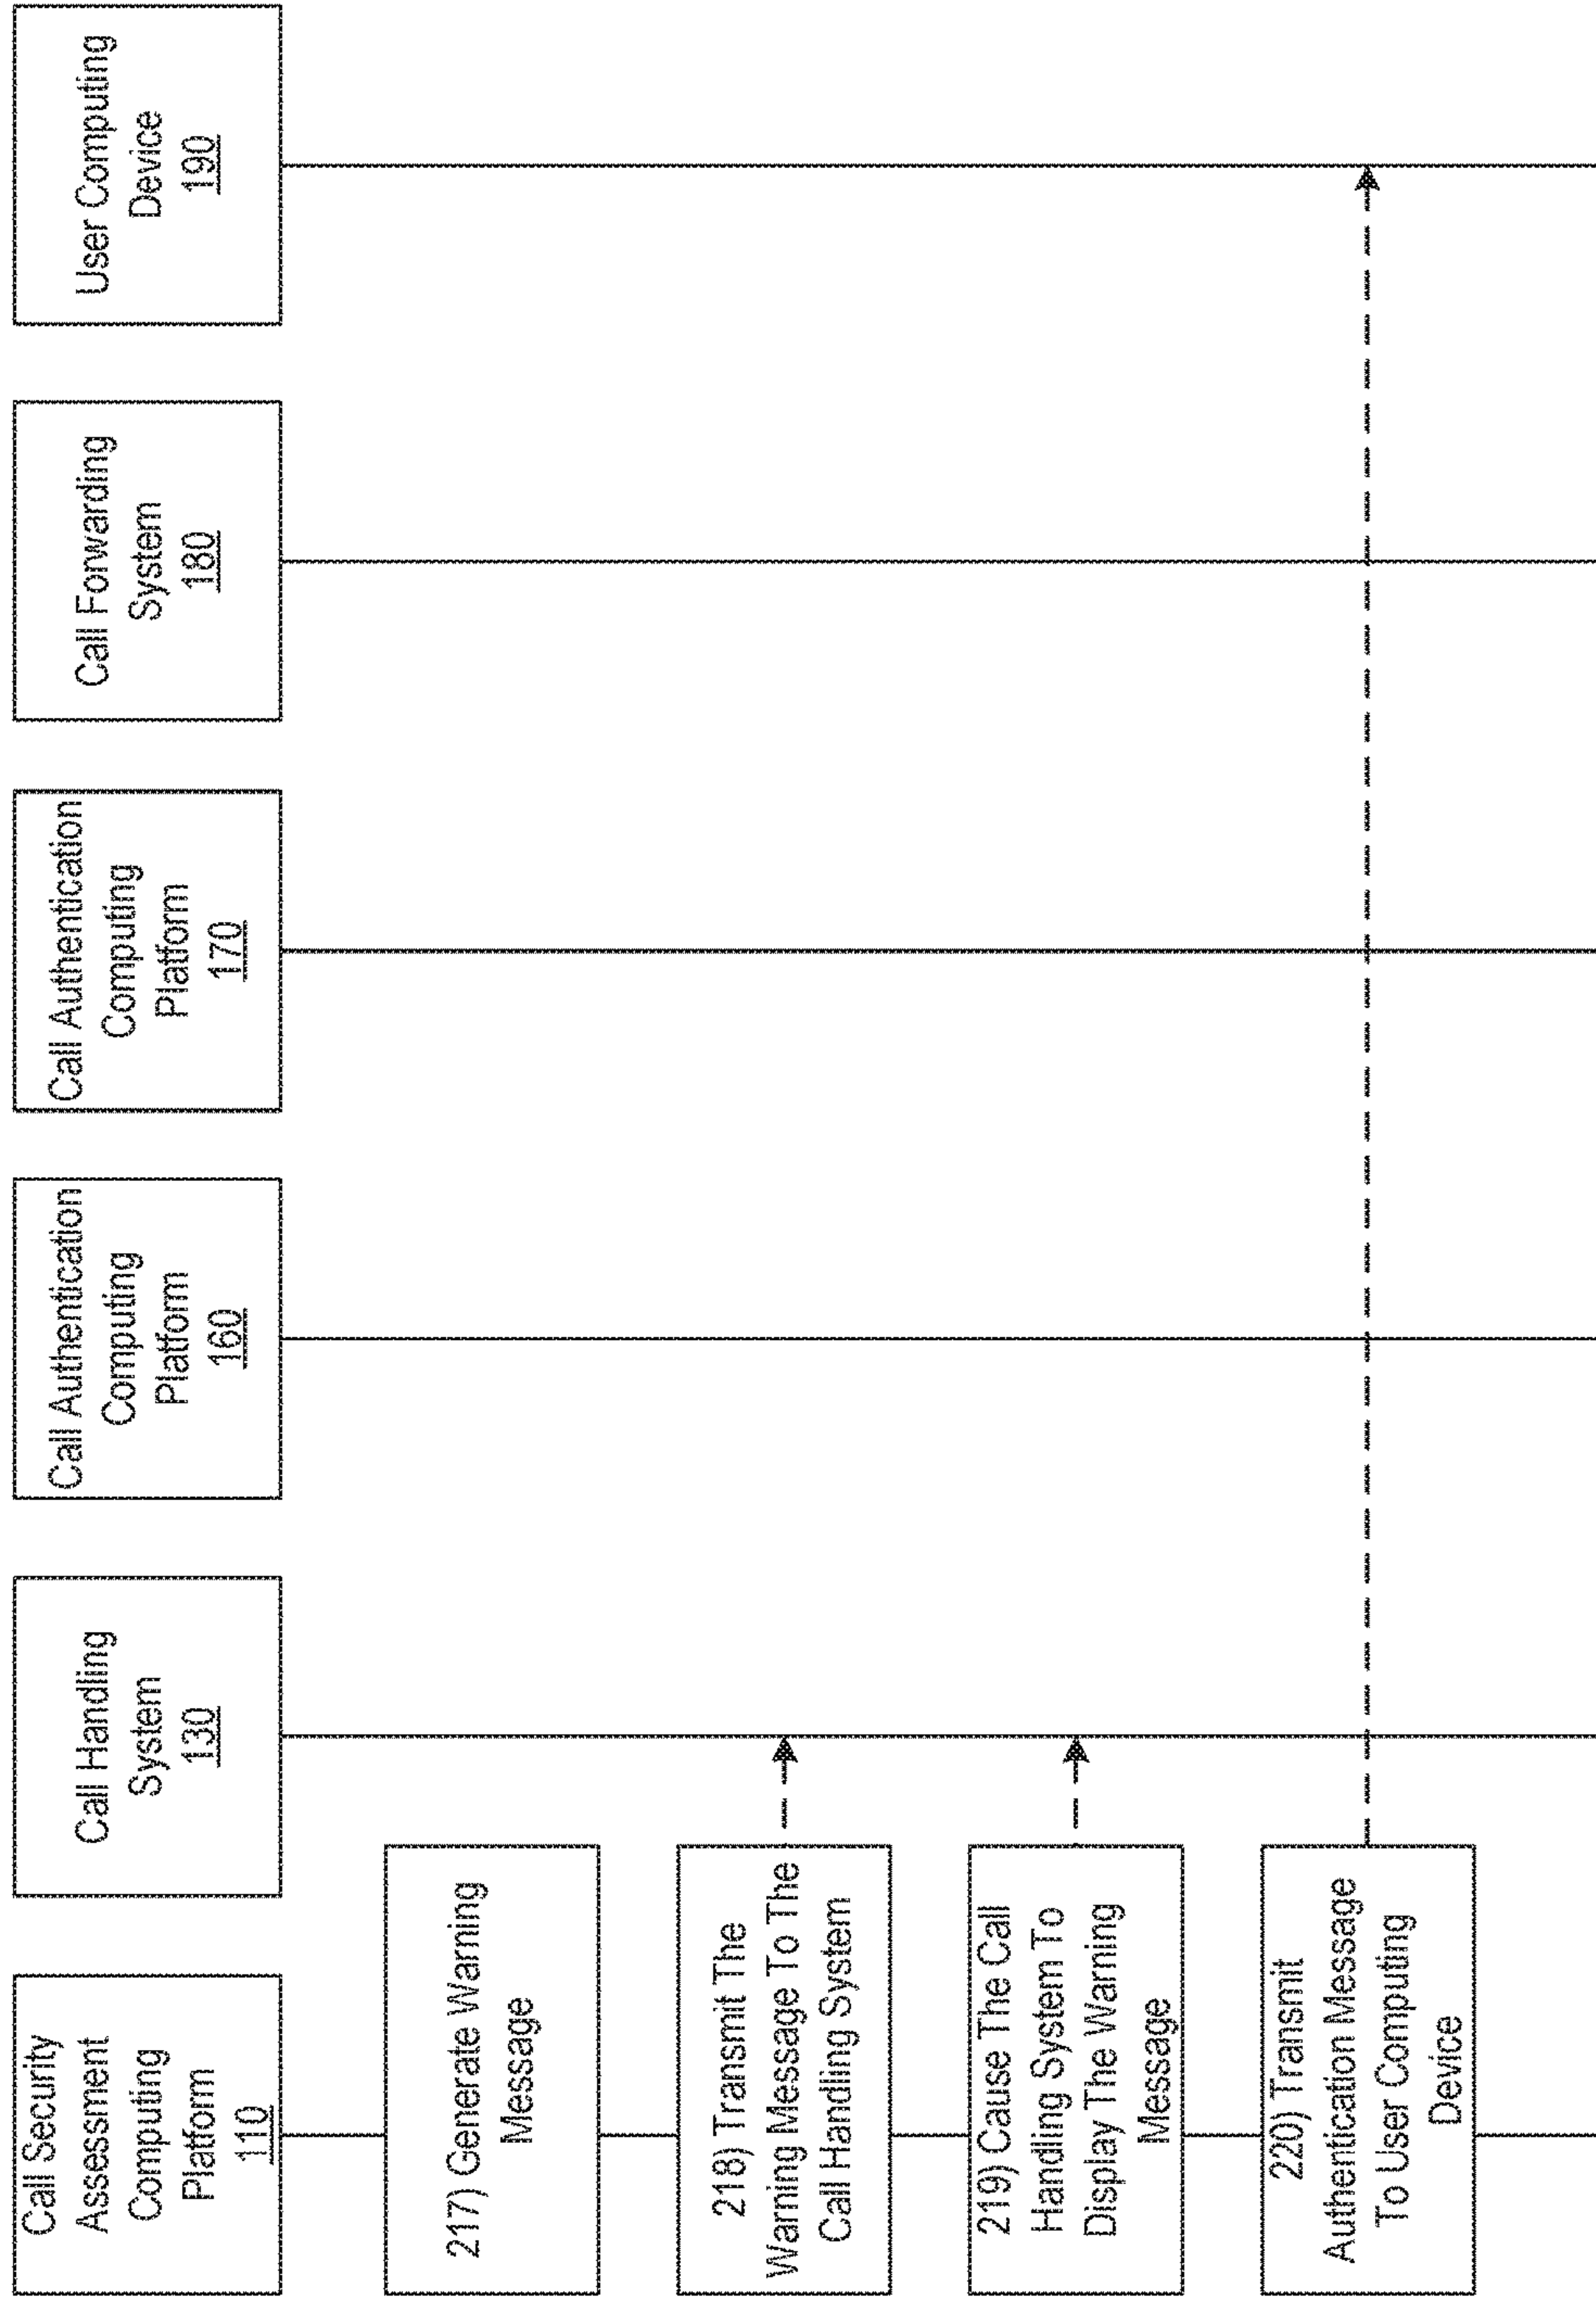 Call Security
Assessment
Computing
Platform
110
Call Handling
System
130
Call Authentication
Computing
Platform
160
Call Authentication
Computing
Platform
170
Call Forwarding
System
180
User Computing
Device
190
217) Generate Warning
Message
218) Transmit The
Warning Message To The
Call Handling System
219) Cause The Call
Handling System To
Display The Warning
Message
220) Transmit
Authentication Message
To User Computing
Device